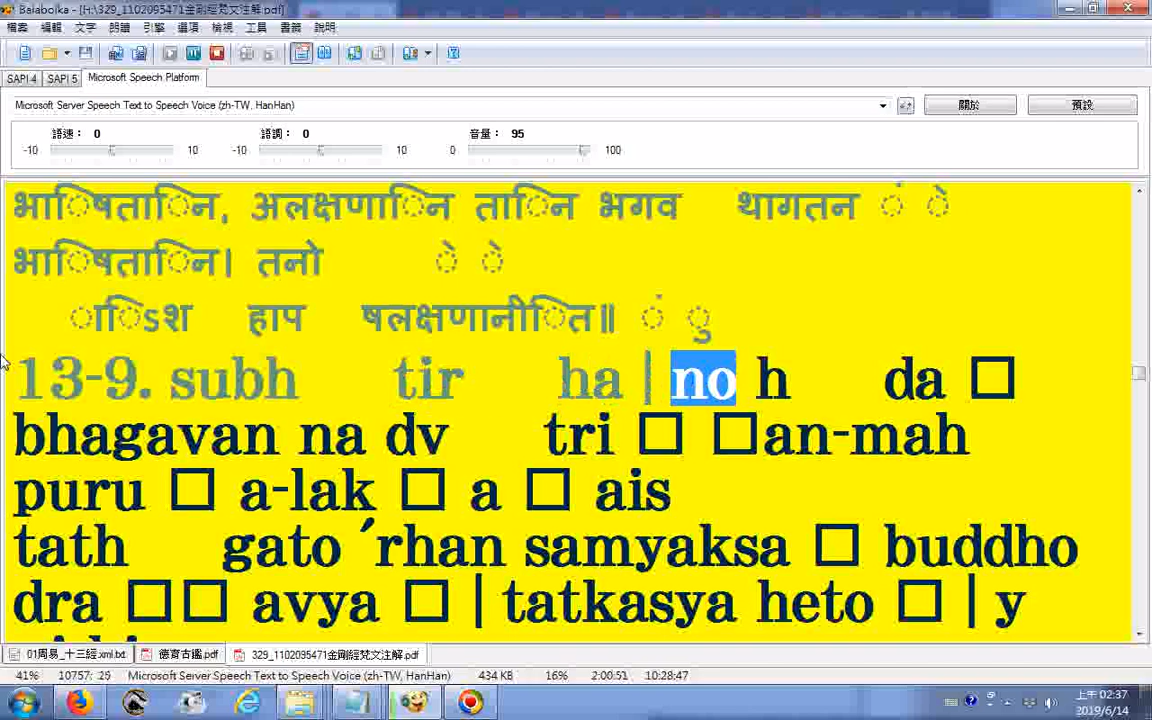 Balabolka - [H:\329_1102095471金剛經梵文注解.pdf]
檔案 編輯 文字 朗讀 引擎 選項 檢視 工具 書籤 說明
SAPI 4 SAPI 5 Microsoft Speech Platform
Microsoft Server Speech Text to Speech Voice (zh-TW, HanHan) 關於 預設
語速： 0 語調： 0 音量： 95
-10 10 -10 10 0 100
भािषतािन, अलक्षणािन तािन भगव थागतन ं े
भािषतािन। तनो े े
ािऽश हाप षलक्षणानीित॥ ं ु
13-9. subh tir ha | no h da □
bhagavan na dv tri □ □an-mah
puru □ a-lak □ a □ ais
tath gato ´rhan samyaksa □ buddho
dra □□ avya □ | tatkasya heto □ | y
01周易_十三經.xml.txt 德育古鑑.pdf 329_1102095471金剛經梵文注解.pdf
41% 10757: 25 Microsoft Server Speech Text to Speech Voice (zh-TW, HanHan) 434 KB 16% 2:00:51 10:28:47
上午 02:37
2019/6/14